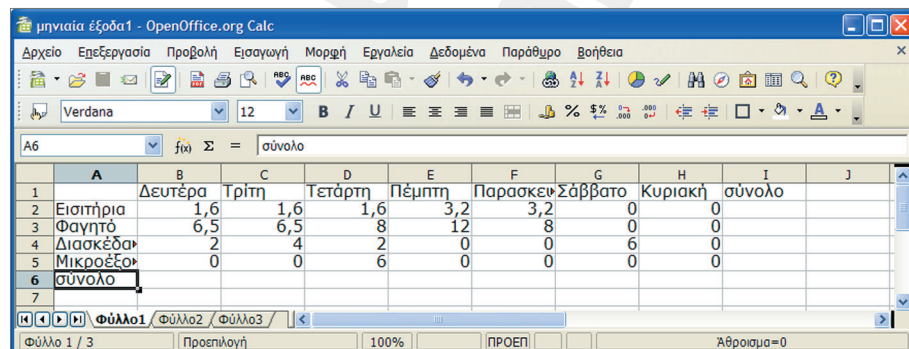 μηνιαία έξοδα1 - OpenOffice.org Calc
Αρχείο Επεξεργασία Προβολή Εισαγωγή Μορφή Εργαλεία Δεδομένα Παράθυρο Βοήθεια
Verdana 12 B I U
A6 f(x) Σ = σύνολο
A B C D E F G H I J
1 Δευτέρα Τρίτη Τετάρτη Πέμπτη Παρασκευ Σάββατο Κυριακή σύνολο
2 Εισιτήρια 1,6 1,6 1,6 3,2 3,2 0 0
3 Φαγητό 6,5 6,5 8 12 8 0 0
4 Διασκέδα 2 4 2 0 0 6 0
5 Μικροέξο 0 0 6 0 0 0 0
6 σύνολο
7
Φύλλο1 Φύλλο2 Φύλλο3
Φύλλο 1 / 3 Προεπιλογή 100% ΠΡΟΕΠ Άθροισμα=0